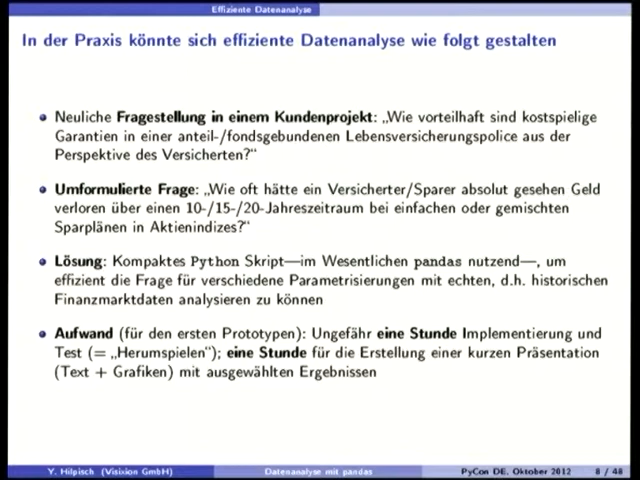 Effiziente Datenanalyse
In der Praxis könnte sich effiziente Datenanalyse wie folgt gestalten
Neuliche Fragestellung in einem Kundenprojekt: „Wie vorteilhaft sind kostspielige
Garantien in einer anteil-/fondsgebundenen Lebensversicherungspolice aus der
Perspektive des Versicherten?“
Umformulierte Frage: „Wie oft hätte ein Versicherter/Sparer absolut gesehen Geld
verloren über einen 10-/15-/20-Jahreszeitraum bei einfachen oder gemischten
Sparplänen in Aktienindizes?“
Lösung: Kompaktes Python Skript—im Wesentlichen pandas nutzend—, um
effizient die Frage für verschiedene Parametrisierungen mit echten, d.h. historischen
Finanzmarktdaten analysieren zu können
Aufwand (für den ersten Prototypen): Ungefähr eine Stunde Implementierung und
Test (= „Herumspielen“); eine Stunde für die Erstellung einer kurzen Präsentation
(Text + Grafiken) mit ausgewählten Ergebnissen
Y. Hilpisch (Visixion GmbH) Datenanalyse mit pandas PyCon DE, Oktober 2012 8 / 48